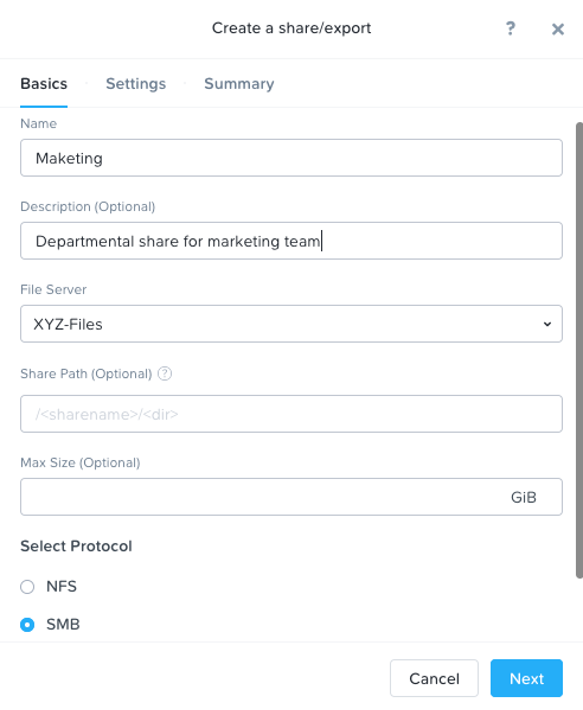 Create a share/export
?
Basics
Settings
Summary
Name
Maketing
Description (Optional)
Departmental share for marketing team
File Server
XYZ-Files
Share Path (Optional) ?
/<sharename>/<dir>
Max Size (Optional)
GiB
Select Protocol
NFS
SMB
Cancel
Next